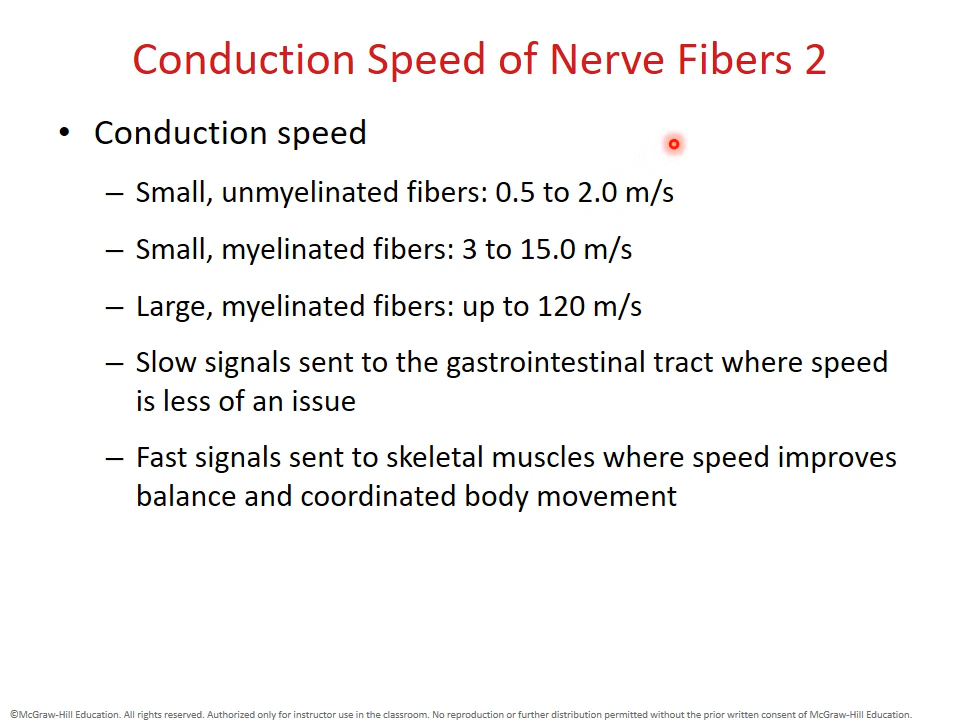 Conduction Speed of Nerve Fibers 2
• Conduction speed
– Small, unmyelinated fibers: 0.5 to 2.0 m/s
– Small, myelinated fibers: 3 to 15.0 m/s
– Large, myelinated fibers: up to 120 m/s
– Slow signals sent to the gastrointestinal tract where speed
is less of an issue
– Fast signals sent to skeletal muscles where speed improves
balance and coordinated body movement
©McGraw-Hill Education. All rights reserved. Authorized only for instructor use in the classroom. No reproduction or further distribution permitted without the prior written consent of McGraw-Hill Education.